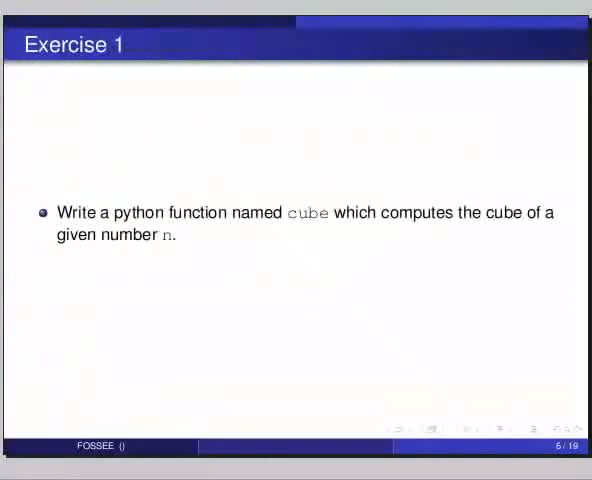 Exercise 1
Write a python function named cube which computes the cube of a
given number n.
FOSSEE ()
5 / 19